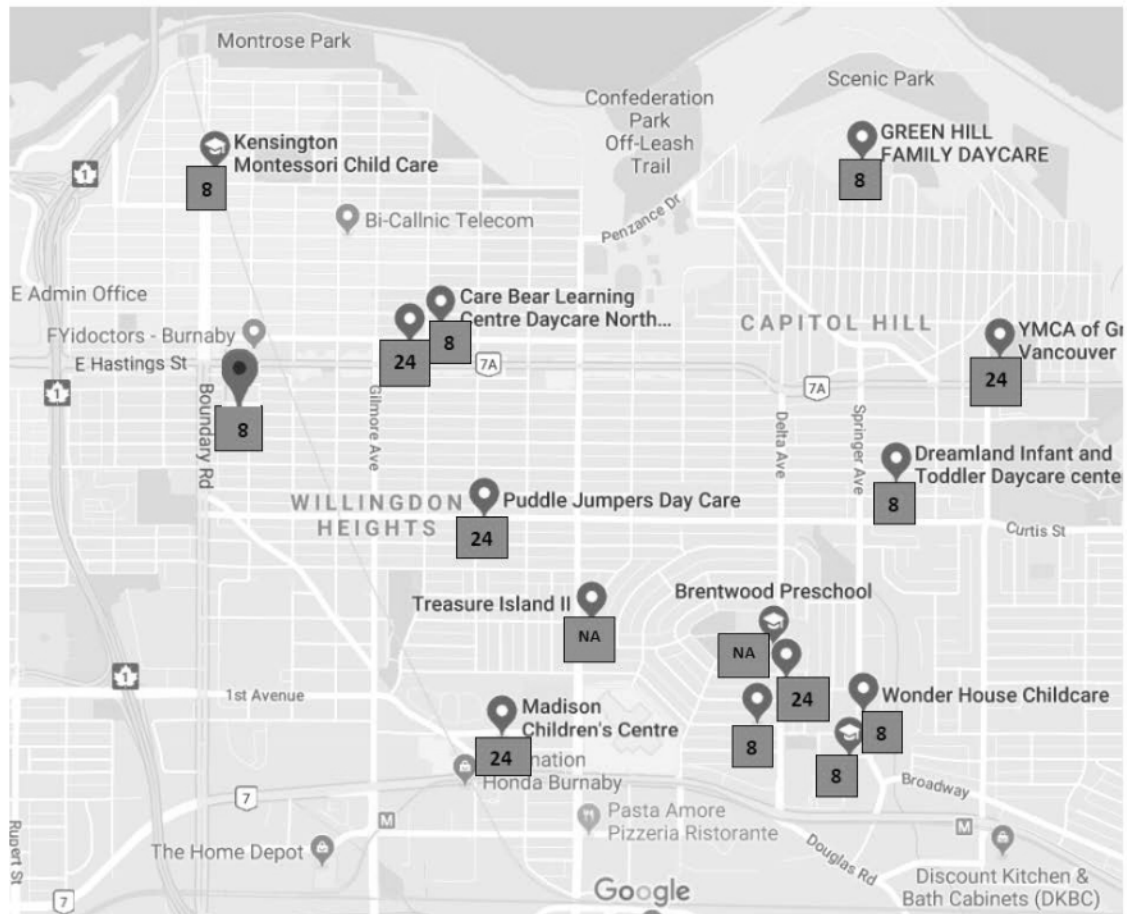 Montrose Park
Scenic Park
Confederation
Park
Off-Leash
Trail
GREEN HILL
FAMILY DAYCARE
8
Kensington
Montessori Child Care
1
8
Bi-Callnic Telecom
Penzance Dr
E Admin Office
Care Bear Learning
Centre Daycare North...
CAPITOL HILL
YMCA of Gr
Vancouver
FYidoctors - Burnaby
E Hastings St
24
8
7A
7A
24
1
8
Boundary Rd
Gilmore Ave
Delta Ave
Springer Ave
Dreamland Infant and
Toddler Daycare cente
8
WILLINGDON
HEIGHTS
Puddle Jumpers Day Care
24
Curtis St
Treasure Island II
NA
Brentwood Preschool
NA
24
1
1st Avenue
Madison
Children's Centre
24
8
Wonder House Childcare
8
8
nation
Honda Burnaby
Broadway
7
Pasta Amore
Pizzeria Ristorante
M
M
Rupert St
The Home Depot
Douglas Rd
Discount Kitchen &
Bath Cabinets (DKBC)
Google
7